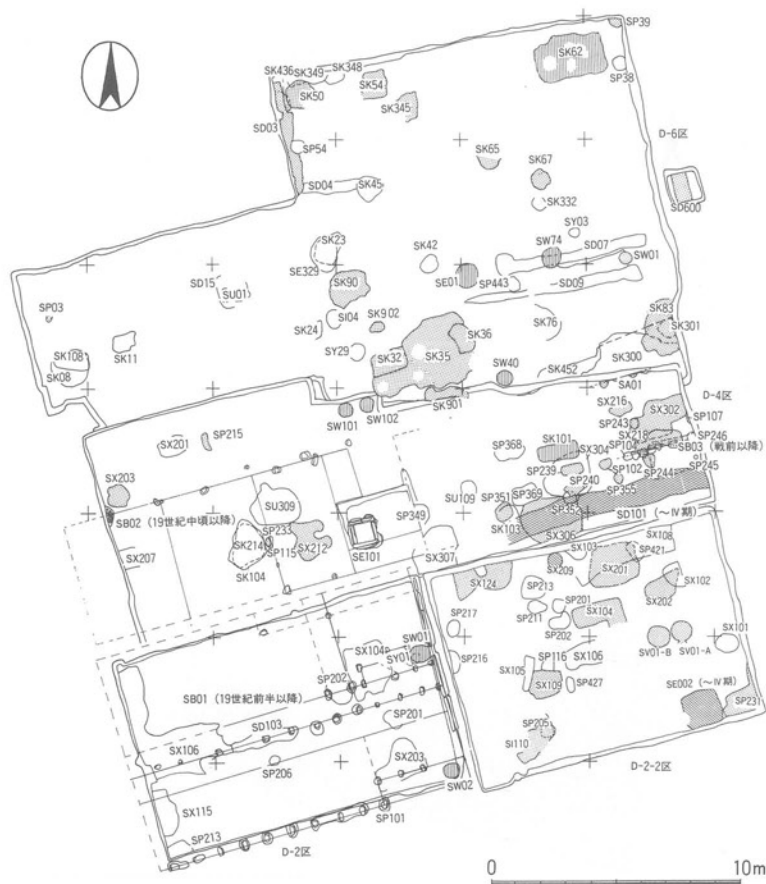 SP39
SK62
SP38
SK436
SK349
SK348
SK50
SK54
SK345
SD03
SP54
D-6区
SK65
SK67
SD04
SK45
SK332
SD600
SY03
SK23
SW74
SD07
SK42
SW01
SE329
SD15
SU01
SE01
SP443
SD09
SK90
SP03
SI04
SK902
SK83
SK24
SK36
SK76
SK301
SK11
SK108
SY29
SK32
SK35
SK300
SK08
SW40
SK452
SA01
D-4区
SK901
SX216
SW101
SW102
SP243
SX302
SP107
SX218
SP246
SP215
SX201
SP368
SK101
SX304
SP104
SB03（戦前以降）
SP102
SP239
SP245
SX203
SU109
SP240
SP244
SU309
SP351
SP369
SP355
SB02（19世紀中頃以降）
SP349
SP352
SD101（～Ⅳ期）
SP233
SK103
SK214
SP115
SX212
SX306
SX207
SE101
SX307
SX103
SX108
SP421
SK104
SX209
SX201
SX124
SX102
SP213
SX202
SP201
SX104
SP217
SP211
SP202
SX101
SX104
SW01
SV01-B
SV01-A
SY01
SP216
SP116
SX106
SP202
SX105
SB01（19世紀前半以降）
SX109
SP427
SE002（～Ⅳ期）
SP201
SP231
SD103
SP205
SX106
SX203
SI110
SP206
D-2-2区
SW02
SX115
SP101
SP213
D-2区
0
10m